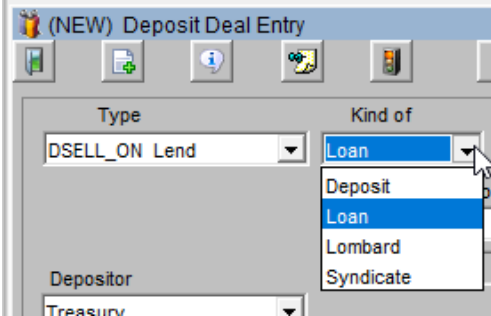 (NEW) Deposit Deal Entry
Type
Kind of
DSELL_ON Lend
Loan
Deposit
Loan
Lombard
Syndicate
Depositor
Treasury